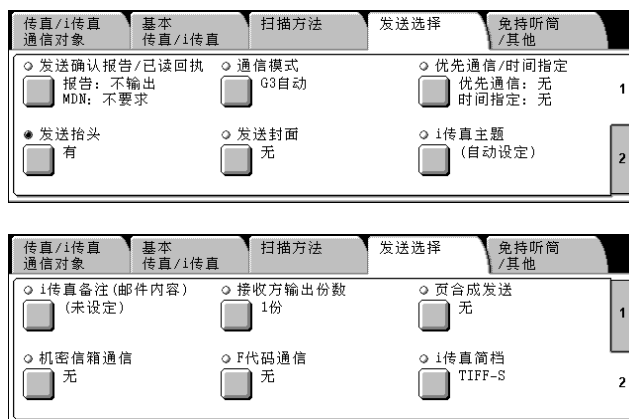 传真/i传真 基本 扫描方法 发送选择 免持听筒
通信对象 传真/i传真 /其他
发送确认报告/已读回执 通信模式 优先通信/时间指定
报告：不输出 G3自动 优先通信：无
MDN：不要求 时间指定：无
1
发送抬头 发送封面 i传真主题
有 无 (自动设定)
2
传真/i传真 基本 扫描方法 发送选择 免持听筒
通信对象 传真/i传真 /其他
i传真备注(邮件内容) 接收方输出份数 页合成发送
(未设定) 1份 无
1
机密信箱通信 F代码通信 i传真简档
无 无 TIFF-S
2